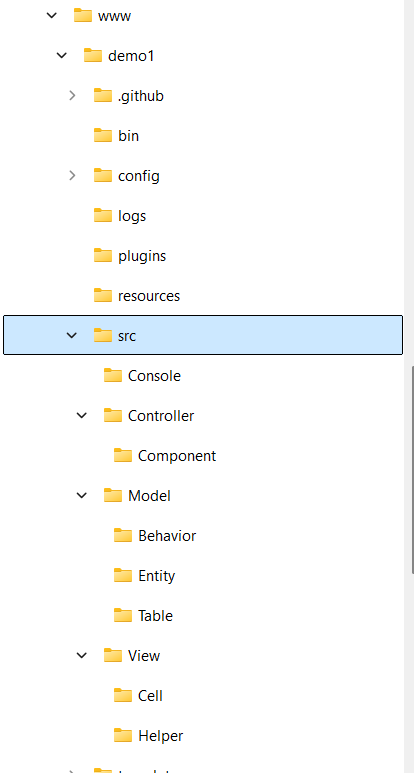 www
demo1
.github
bin
config
logs
plugins
resources
src
Console
Controller
Component
Model
Behavior
Entity
Table
View
Cell
Helper